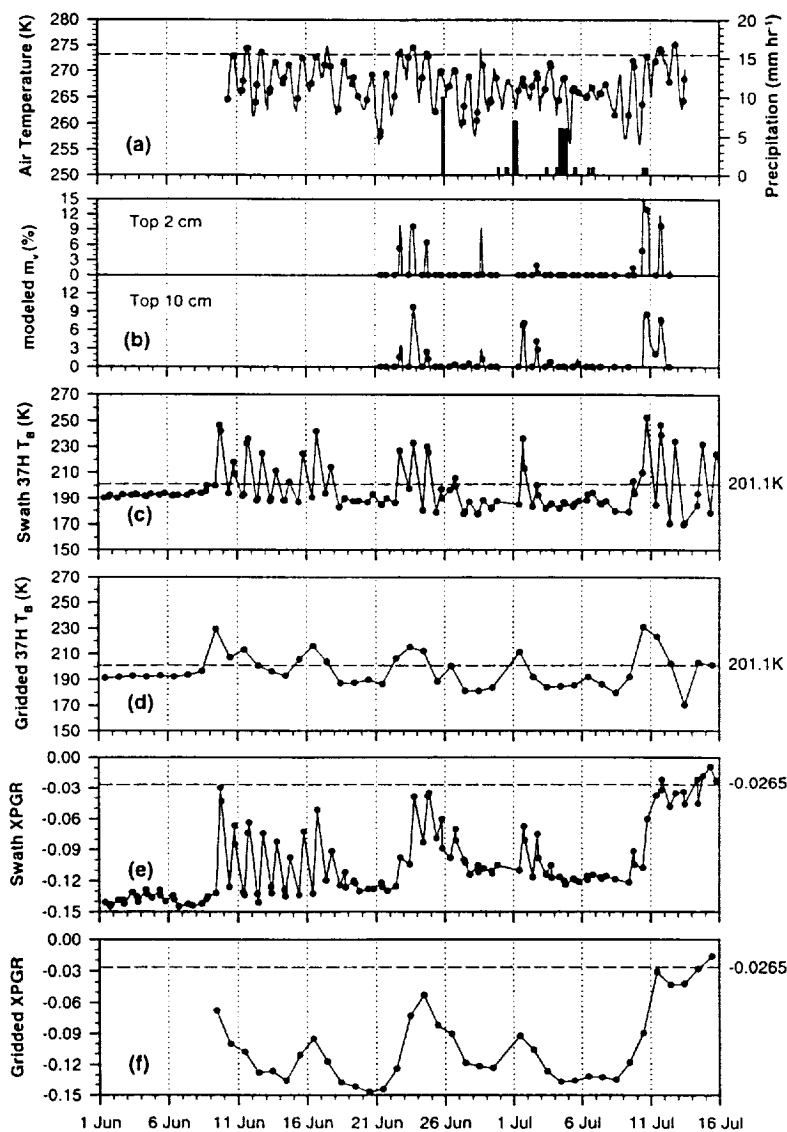 Air Temperature (K)
280
275
270
265
260
255
250
(a)
20
15
10
5
0
Precipitation (mm hr⁻¹)
modeled mᵥ (%)
15
12
9
6
3
0
Top 2 cm
12
9
6
3
0
Top 10 cm
(b)
Swath 37H T_B (K)
270
250
230
210
190
170
150
(c)
201.1K
Gridded 37H T_B (K)
270
250
230
210
190
170
150
(d)
201.1K
Swath XPGR
0.00
-0.03
-0.06
-0.09
-0.12
-0.15
(e)
-0.0265
Gridded XPGR
0.00
-0.03
-0.06
-0.09
-0.12
-0.15
(f)
-0.0265
1 Jun 6 Jun 11 Jun 16 Jun 21 Jun 26 Jun 1 Jul 6 Jul 11 Jul 16 Jul